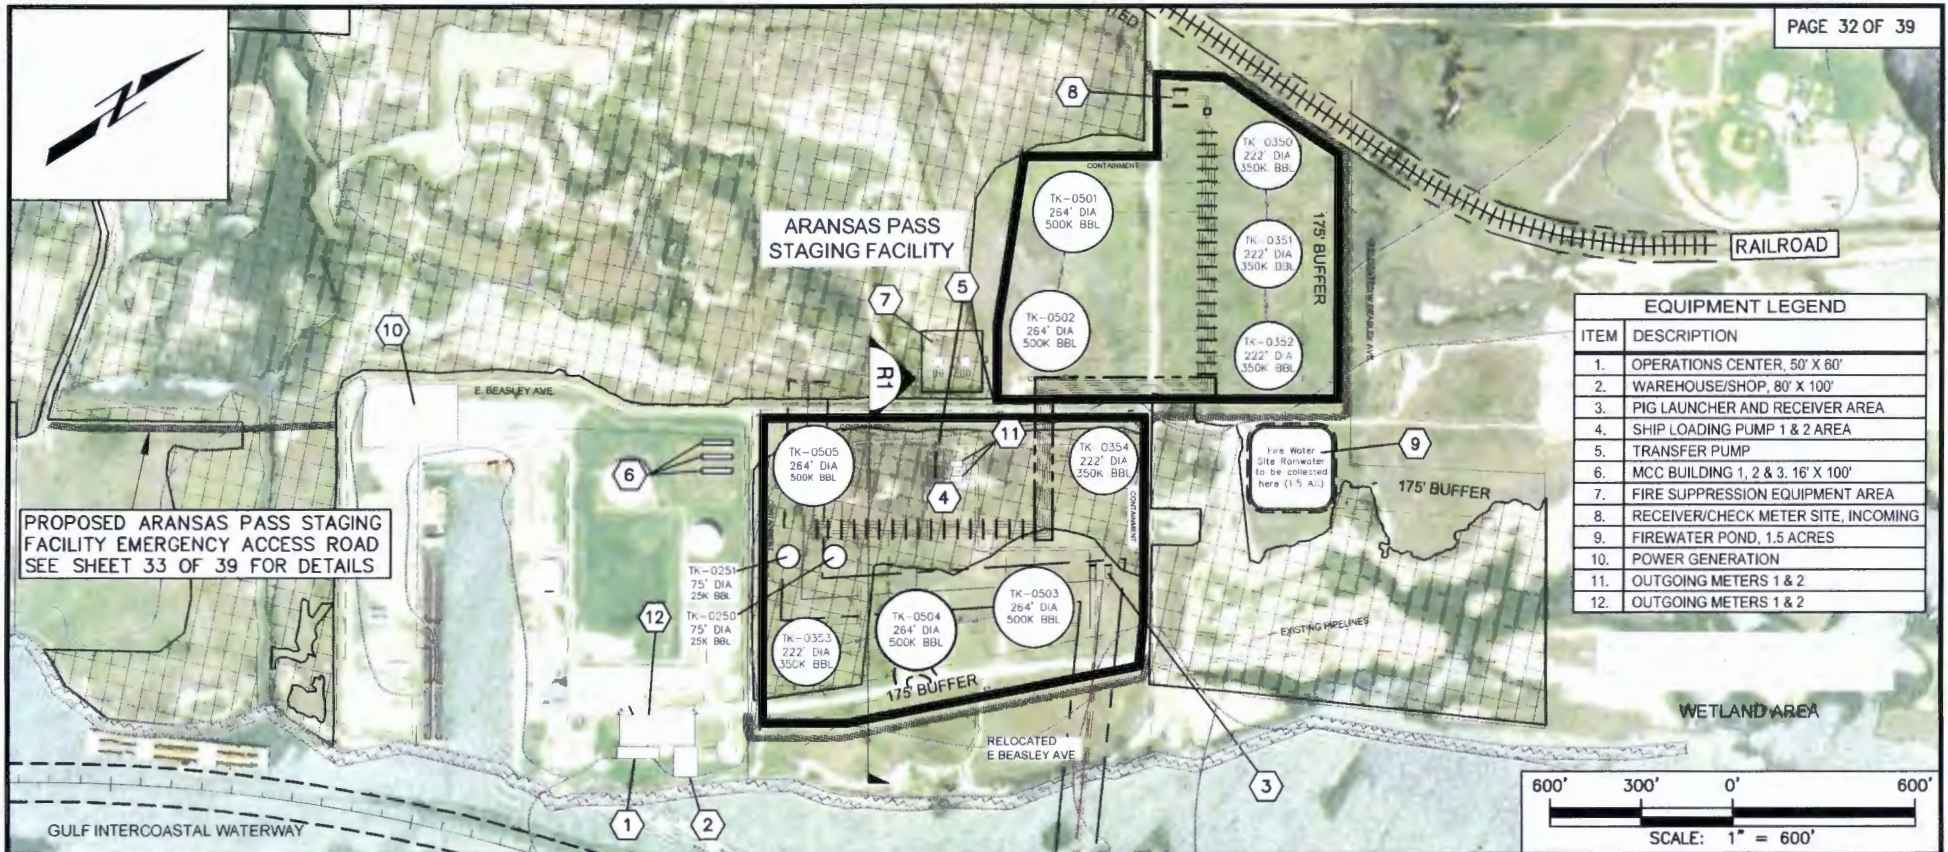 PAGE 32 OF 39
8
TK 0350
222' DIA
350K BBL
CONTAINMENT
TK-0501
264' DIA
500K BBL
TK-0351
222' DIA
350K BBL
175' BUFFER
RAILROAD
ARANSAS PASS
STAGING FACILITY
7
5
TK-0502
264' DIA
500K BBL
TK-0352
222' DIA
350K BBL
R1
10
E. BEASLEY AVE.
EQUIPMENT LEGEND
ITEM DESCRIPTION
1. OPERATIONS CENTER, 50' X 60'
2. WAREHOUSE/SHOP, 80' X 100'
3. PIG LAUNCHER AND RECEIVER AREA
4. SHIP LOADING PUMP 1 & 2 AREA
5. TRANSFER PUMP
6. MCC BUILDING 1, 2 & 3. 16' X 100'
7. FIRE SUPPRESSION EQUIPMENT AREA
8. RECEIVER/CHECK METER SITE, INCOMING
9. FIREWATER POND, 1.5 ACRES
10. POWER GENERATION
11. OUTGOING METERS 1 & 2
12. OUTGOING METERS 1 & 2
TK-0505
264' DIA
500K BBL
11
TK 0354
222' DIA
350K BBL
CONTAINMENT
4
6
Fire Water
Site Rainwater
to be collected
here (1.5 AC)
9
175' BUFFER
PROPOSED ARANSAS PASS STAGING
FACILITY EMERGENCY ACCESS ROAD
SEE SHEET 33 OF 39 FOR DETAILS
TK-0251
75' DIA
25K BBL
TK-0250
75' DIA
25K BBL
12
TK-0353
222' DIA
350K BBL
TK-0504
264' DIA
500K BBL
TK-0503
264' DIA
500K BBL
EXISTING PIPELINES
175' BUFFER
WETLAND AREA
RELOCATED
E BEASLEY AVE
3
1
2
GULF INTERCOASTAL WATERWAY
600' 300' 0' 600'
SCALE: 1" = 600'